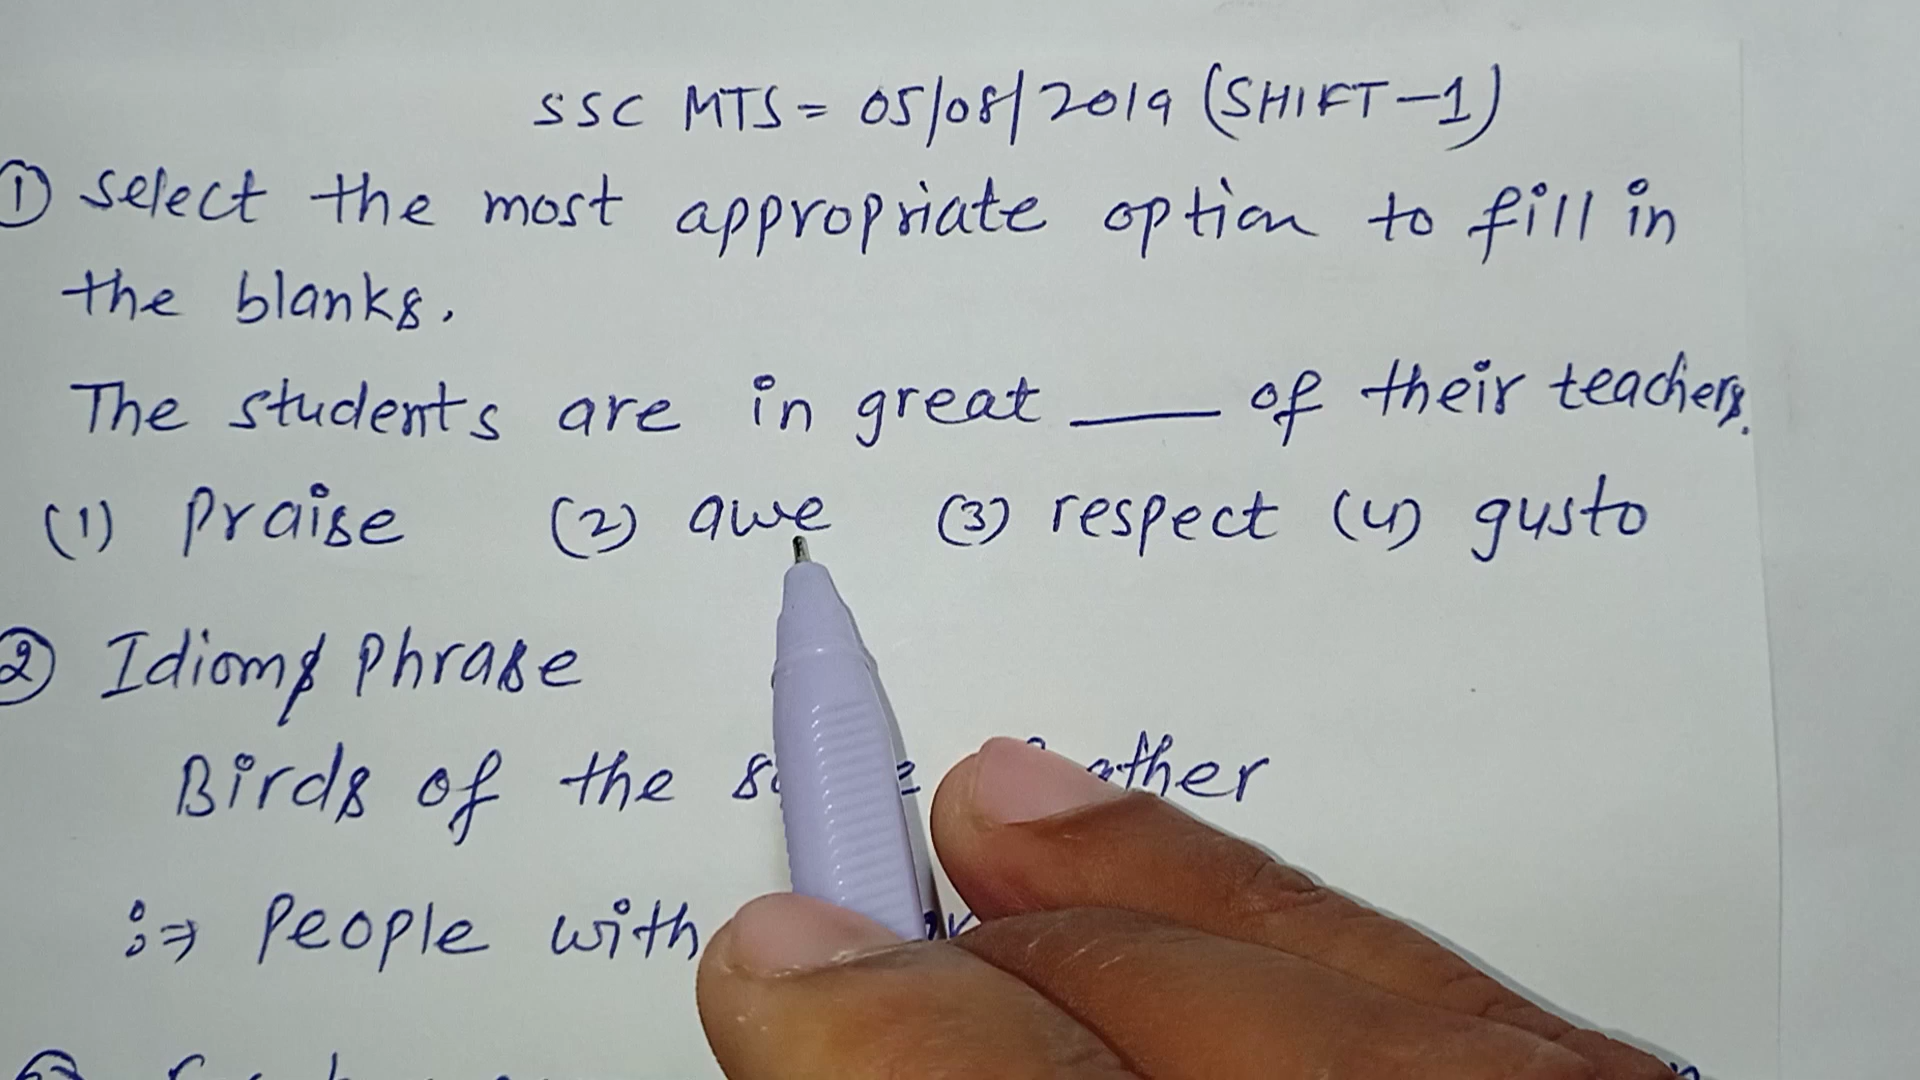 SSC MTS = 05/08/2019 (SHIFT-1)
① select the most appropriate option to fill in
the blanks.
The students are in great ___ of their teachers.
(1) Praise (2) awe (3) respect (4) gusto
② Idioms Phrase
Birds of the
:⇒ People with